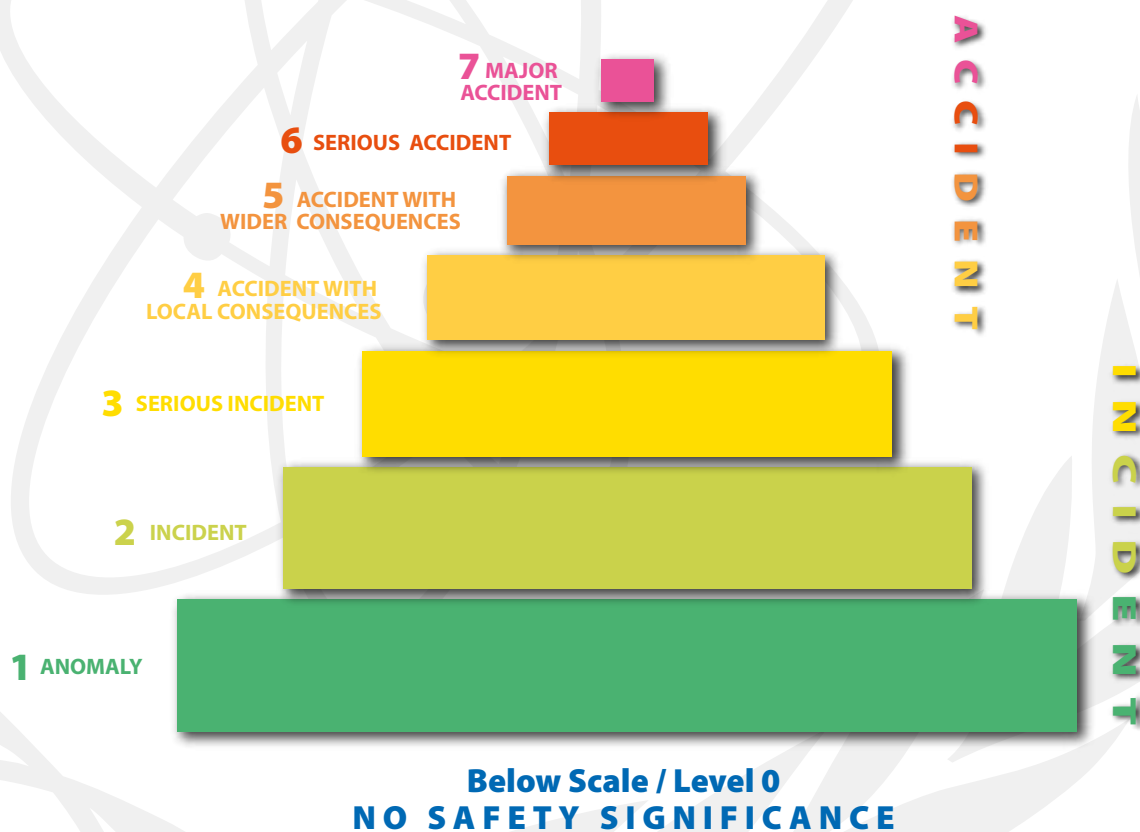 7 MAJOR
ACCIDENT
6 SERIOUS ACCIDENT
5 ACCIDENT WITH
WIDER CONSEQUENCES
4 ACCIDENT WITH
LOCAL CONSEQUENCES
3 SERIOUS INCIDENT
2 INCIDENT
1 ANOMALY
ACCIDENT
INCIDENT
Below Scale / Level 0
NO SAFETY SIGNIFICANCE